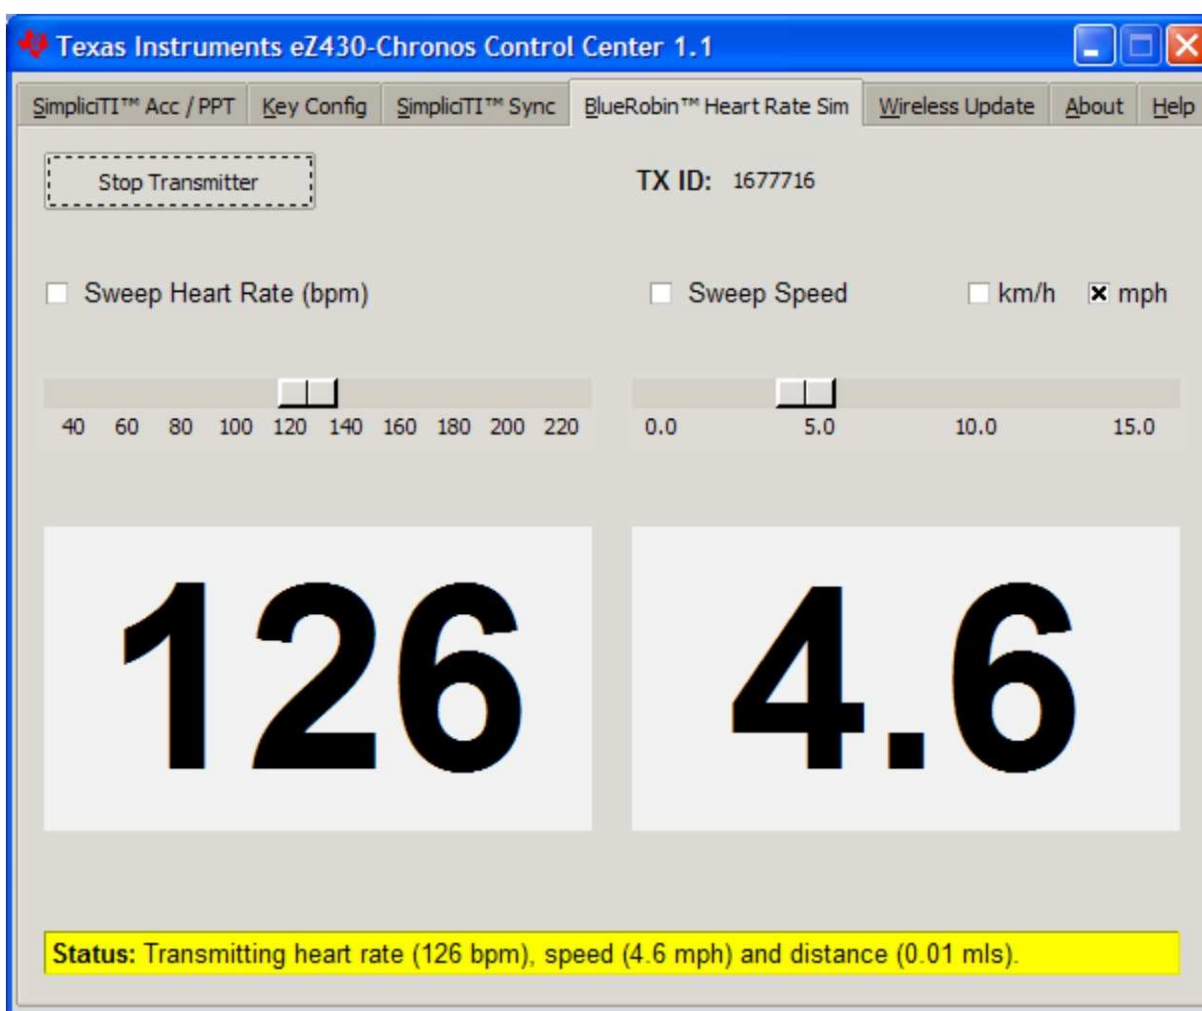 Texas Instruments eZ430-Chronos Control Center 1.1
SimpliciTI™ Acc / PPT Key Config SimpliciTI™ Sync BlueRobin™ Heart Rate Sim Wireless Update About Help
Stop Transmitter TX ID: 1677716
Sweep Heart Rate (bpm) Sweep Speed km/h mph
40 60 80 100 120 140 160 180 200 220 0.0 5.0 10.0 15.0
126 4.6
Status: Transmitting heart rate (126 bpm), speed (4.6 mph) and distance (0.01 mls).